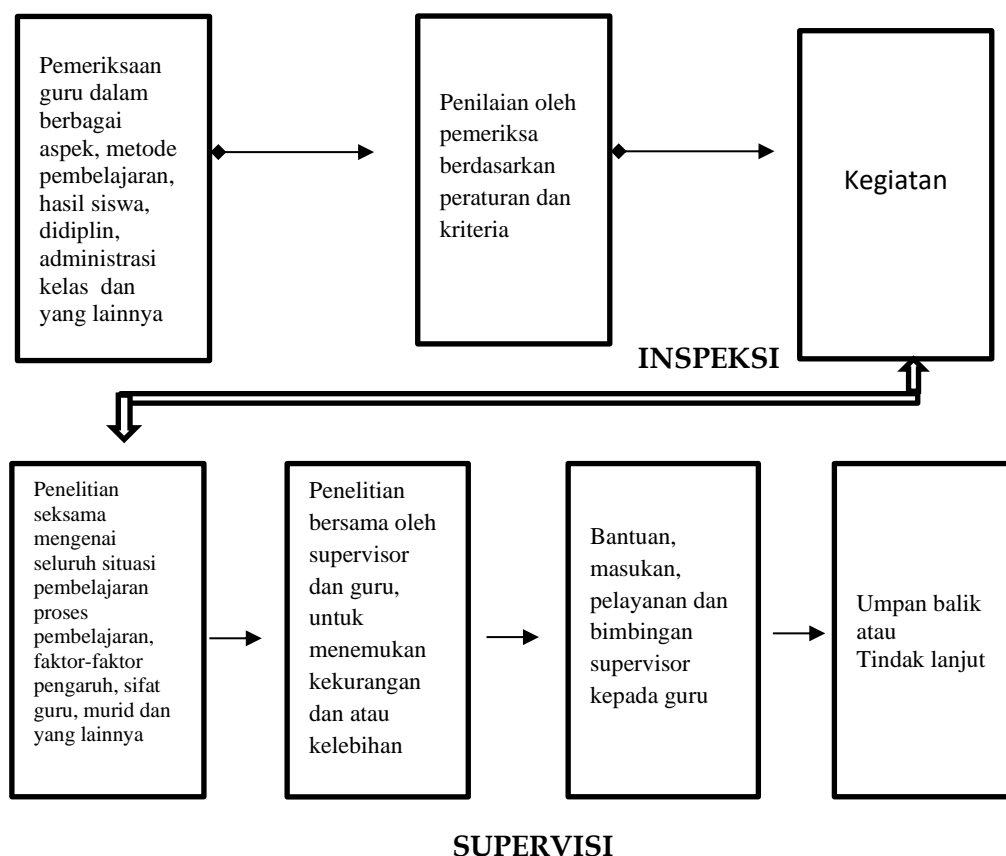 Pemeriksaan
guru dalam
berbagai
aspek, metode
pembelajaran,
hasil siswa,
didiplin,
administrasi
kelas dan
yang lainnya
Penilaian oleh
pemeriksa
berdasarkan
peraturan dan
kriteria
Kegiatan
INSPEKSI
Penelitian
seksama
mengenai
seluruh situasi
pembelajaran
proses
pembelajaran,
faktor-faktor
pengaruh, sifat
guru, murid dan
yang lainnya
Penelitian
bersama oleh
supervisor
dan guru,
untuk
menemukan
kekurangan
dan atau
kelebihan
Bantuan,
masukan,
pelayanan dan
bimbingan
supervisor
kepada guru
Umpan balik
atau
Tindak lanjut
SUPERVISI